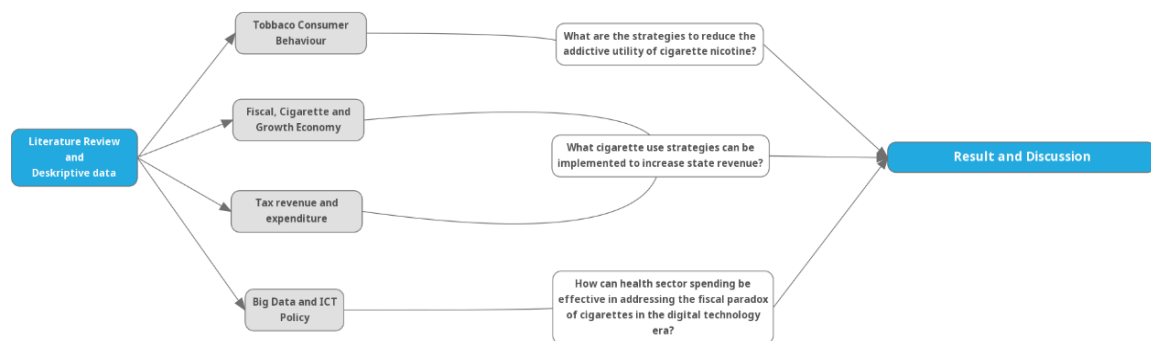 Tobbaco Consumer
Behaviour
What are the strategies to reduce the
addictive utility of cigarette nicotine?
Fiscal, Cigarette and
Growth Economy
Literature Review
and
Deskriptive data
What cigarette use strategies can be
implemented to increase state revenue?
Result and Discussion
Tax revenue and
expenditure
Big Data and ICT
Policy
How can health sector spending be
effective in addressing the fiscal paradox
of cigarettes in the digital technology
era?